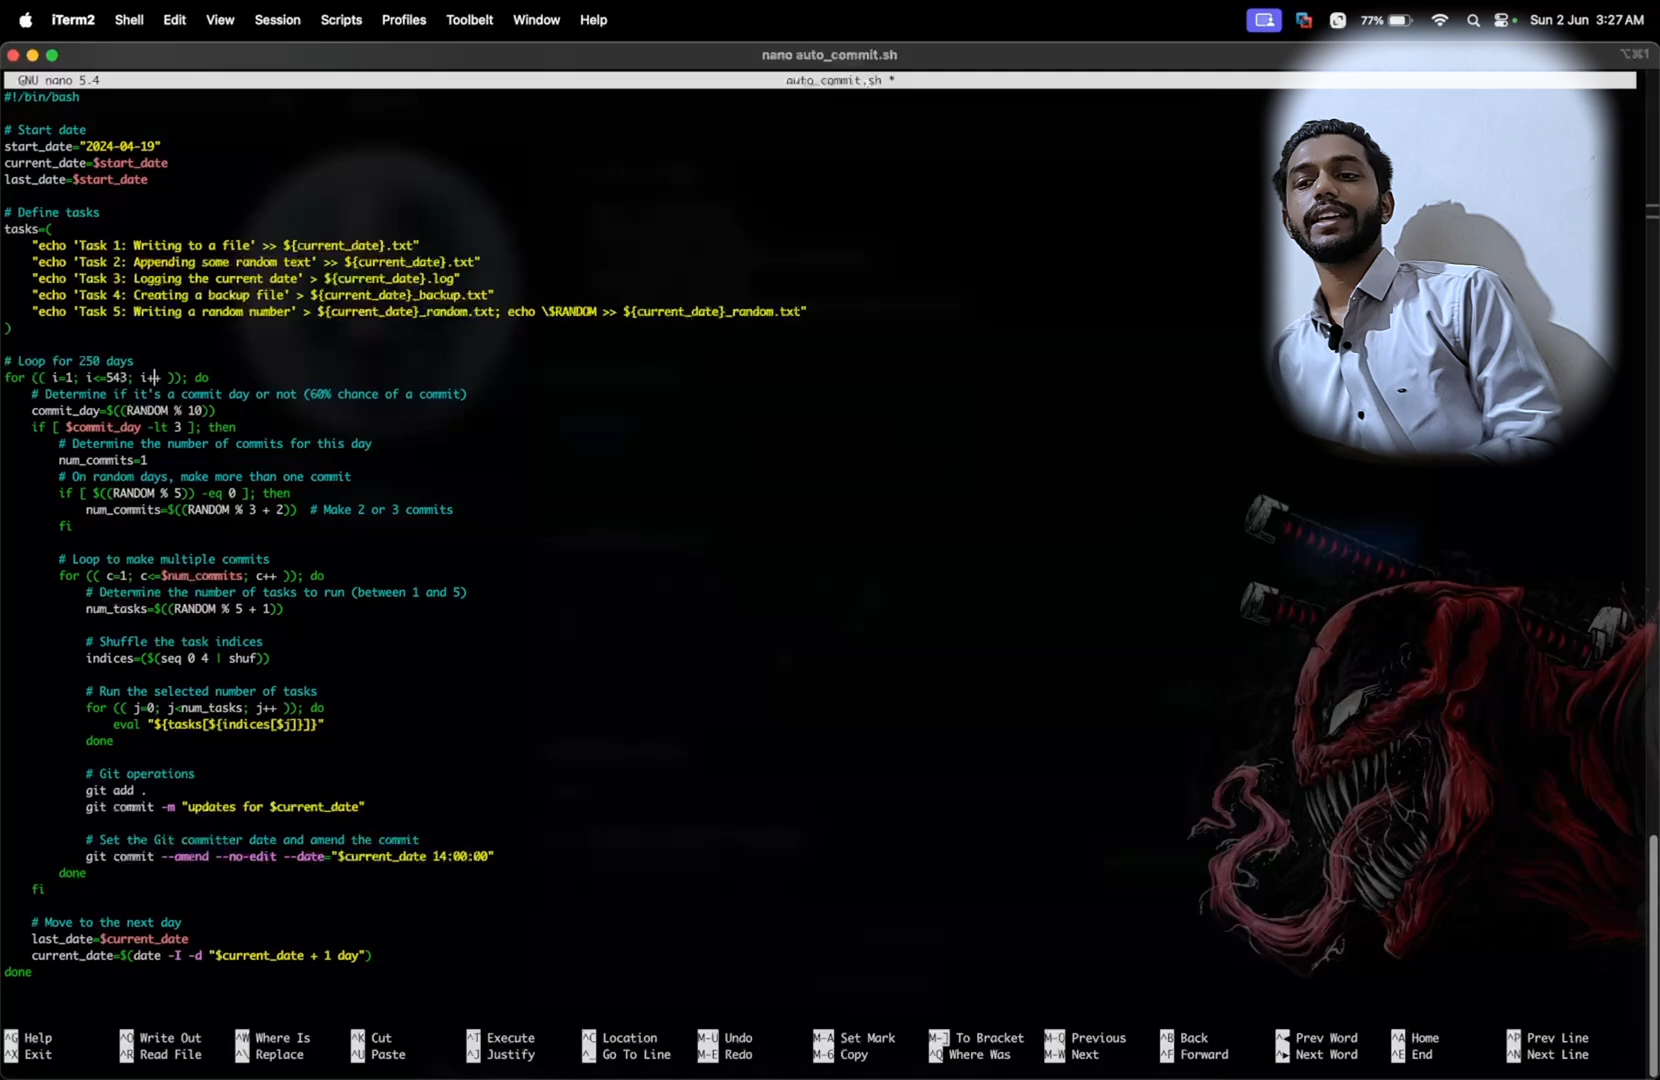 iTerm2 Shell Edit View Session Scripts Profiles Toolbelt Window Help 77% Sun 2 Jun 3:27 AM
nano auto_commit.sh ⌥⌘1
GNU nano 5.4 auto_commit.sh *
#!/bin/bash
# Start date
start_date="2024-04-19"
current_date=$start_date
last_date=$start_date
# Define tasks
tasks=(
"echo 'Task 1: Writing to a file' >> ${current_date}.txt"
"echo 'Task 2: Appending some random text' >> ${current_date}.txt"
"echo 'Task 3: Logging the current date' > ${current_date}.log"
"echo 'Task 4: Creating a backup file' > ${current_date}_backup.txt"
"echo 'Task 5: Writing a random number' > ${current_date}_random.txt; echo \$RANDOM >> ${current_date}_random.txt"
)
# Loop for 250 days
for (( i=1; i<=543; i++ )); do
# Determine if it's a commit day or not (60% chance of a commit)
commit_day=$((RANDOM % 10))
if [ $commit_day -lt 3 ]; then
# Determine the number of commits for this day
num_commits=1
# On random days, make more than one commit
if [ $((RANDOM % 5)) -eq 0 ]; then
num_commits=$((RANDOM % 3 + 2)) # Make 2 or 3 commits
fi
# Loop to make multiple commits
for (( c=1; c<=$num_commits; c++ )); do
# Determine the number of tasks to run (between 1 and 5)
num_tasks=$((RANDOM % 5 + 1))
# Shuffle the task indices
indices=($(seq 0 4 | shuf))
# Run the selected number of tasks
for (( j=0; j<num_tasks; j++ )); do
eval "${tasks[${indices[$j]}]}"
done
# Git operations
git add .
git commit -m "updates for $current_date"
# Set the Git committer date and amend the commit
git commit --amend --no-edit --date="$current_date 14:00:00"
done
fi
# Move to the next day
last_date=$current_date
current_date=$(date -I -d "$current_date + 1 day")
done
^G Help ^O Write Out ^W Where Is ^K Cut ^T Execute ^C Location M-U Undo M-A Set Mark M-] To Bracket M-Q Previous ^B Back ^◂ Prev Word ^A Home ^P Prev Line
^X Exit ^R Read File ^\ Replace ^U Paste ^J Justify ^_ Go To Line M-E Redo M-6 Copy ^Q Where Was M-W Next ^F Forward ^▸ Next Word ^E End ^N Next Line